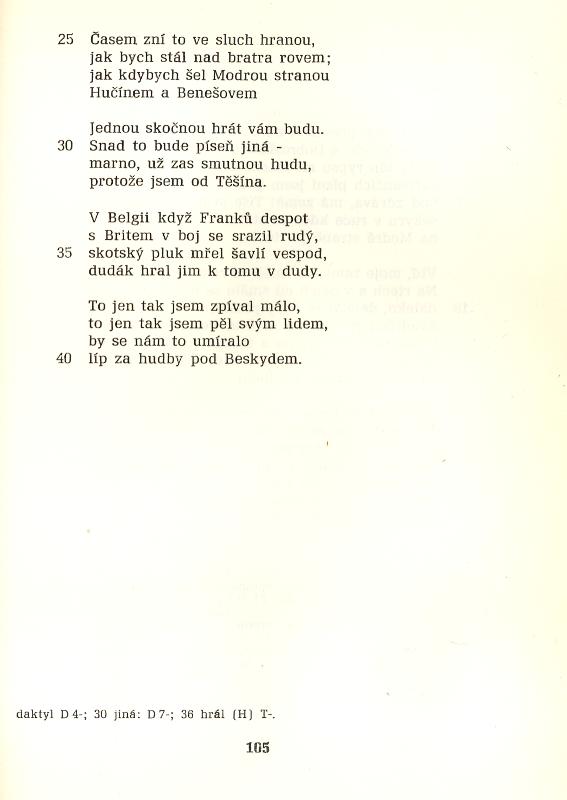 25 Časem zní to ve sluch hranou,
jak bych stál nad bratra rovem;
jak kdybych šel Modrou stranou
Hučínem a Benešovem
Jednou skočnou hrát vám budu.
30 Snad to bude píseň jiná -
marno, už zas smutnou hudu,
protože jsem od Těšína.
V Belgii když Franků despot
s Britem v boj se srazil rudý,
35 skotský pluk mřel šavlí vespod,
dudák hral jim k tomu v dudy.
To jen tak jsem zpíval málo,
to jen tak jsem pěl svým lidem,
by se nám to umíralo
40 líp za hudby pod Beskydem.
daktyl D 4-; 30 jiná: D 7-; 36 hrál (H) T-.
105